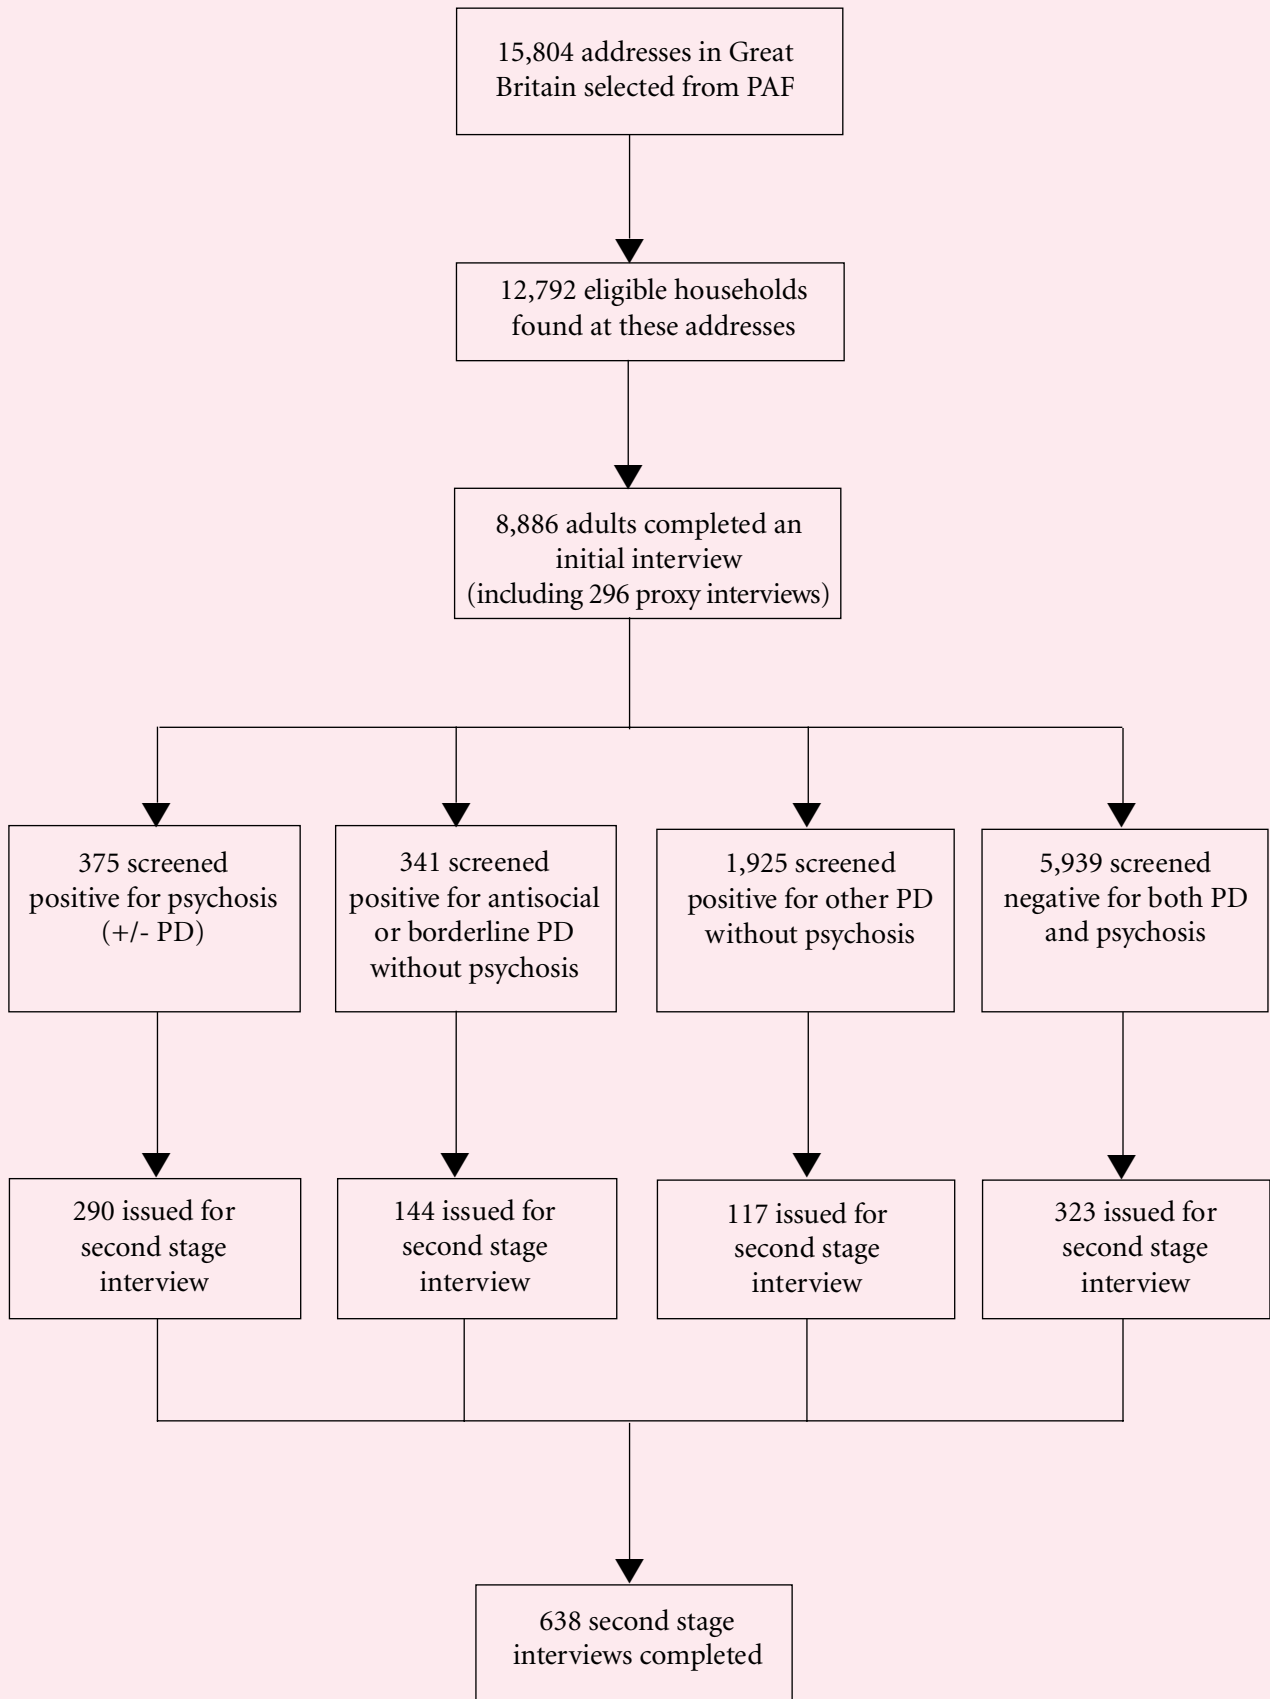 15,804 addresses in Great
Britain selected from PAF
12,792 eligible households
found at these addresses
8,886 adults completed an
initial interview
(including 296 proxy interviews)
375 screened
positive for psychosis
(+/- PD)
341 screened
positive for antisocial
or borderline PD
without psychosis
1,925 screened
positive for other PD
without psychosis
5,939 screened
negative for both PD
and psychosis
290 issued for
second stage
interview
144 issued for
second stage
interview
117 issued for
second stage
interview
323 issued for
second stage
interview
638 second stage
interviews completed